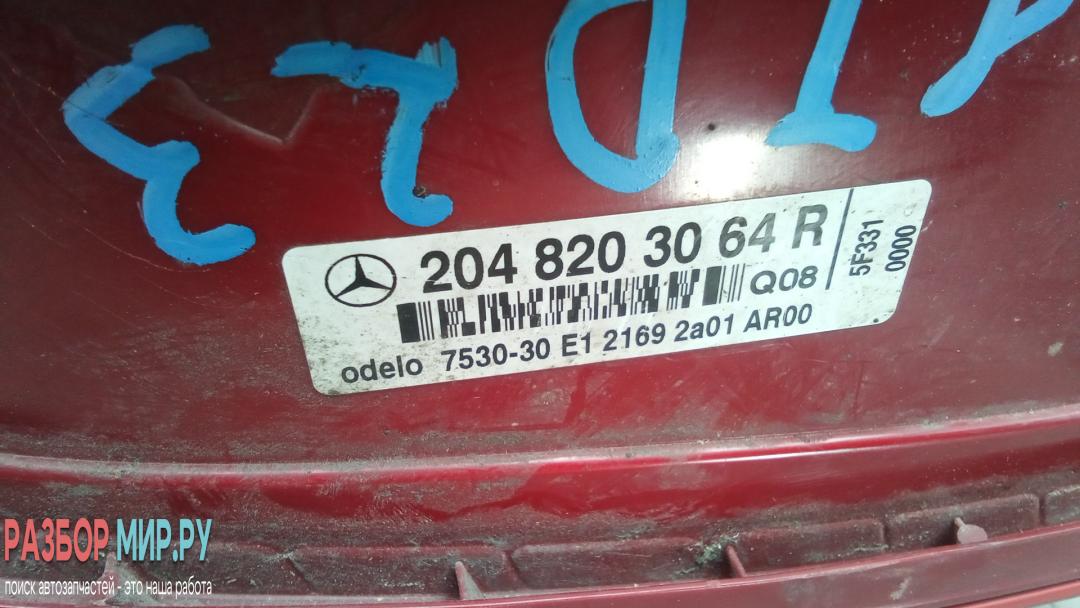 204 820 30 64 R
Q08
odelo 7530-30 E1 2169 2a01 AR00
5F331
0000
РАЗБОР МИР.РУ
поиск автозапчастей - это наша работа